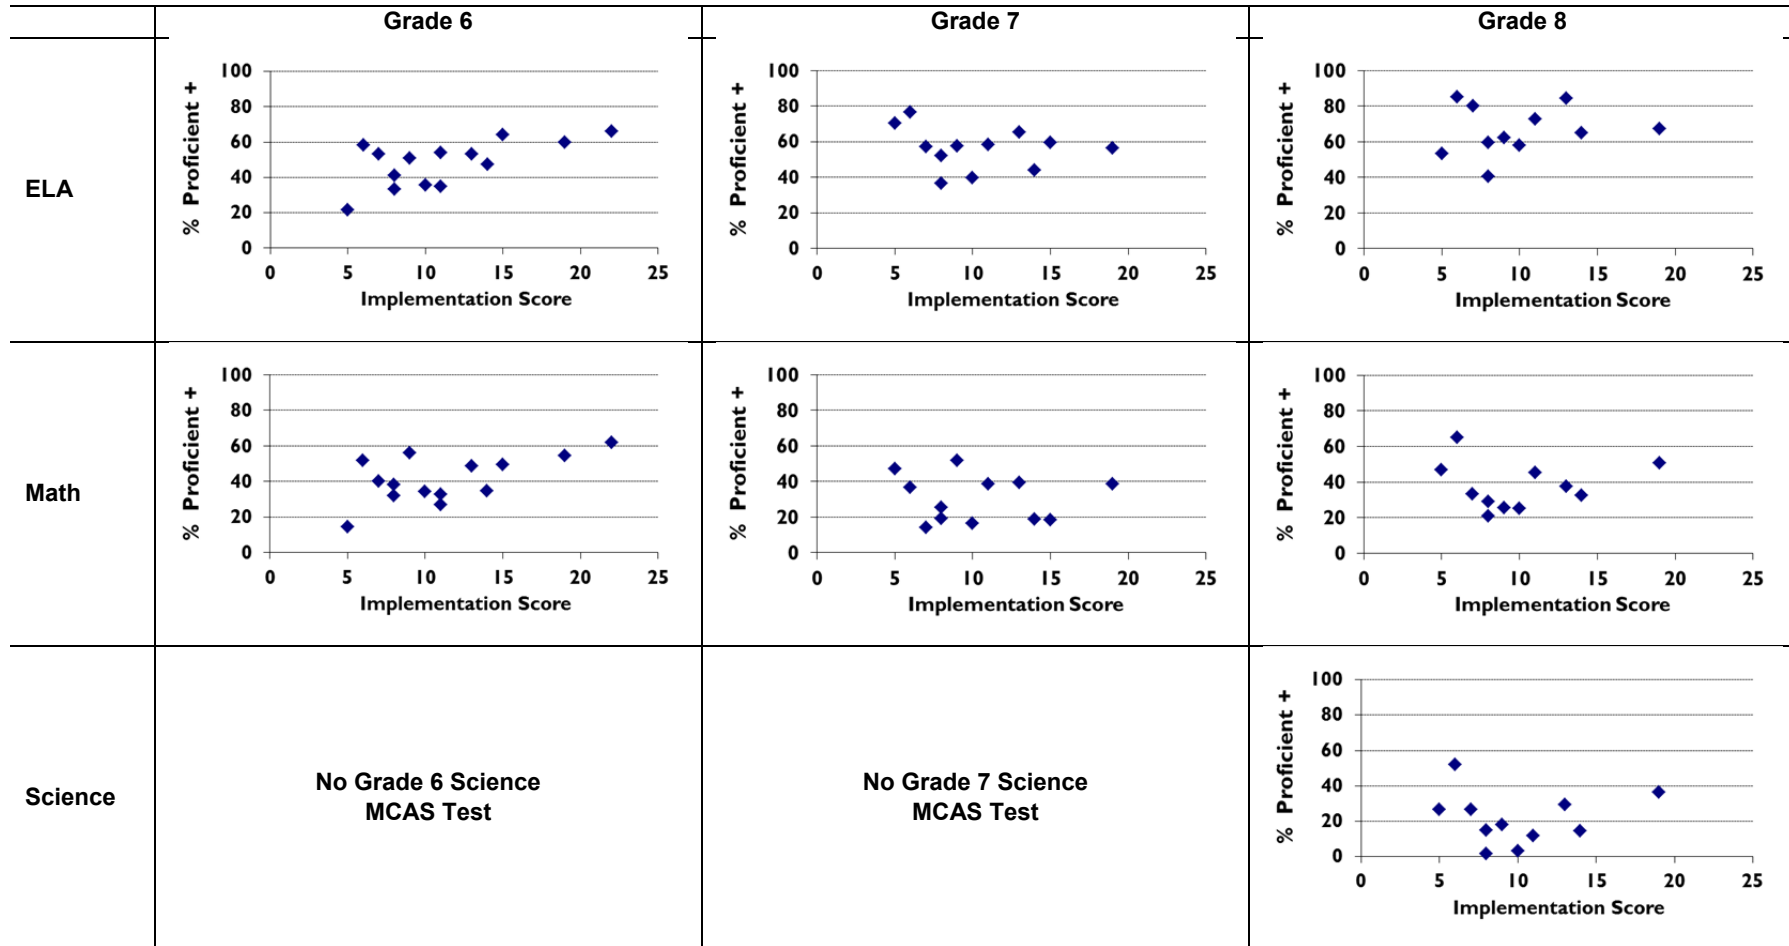 Grade 6
Grade 7
Grade 8
ELA
% Proficient +
100
80
60
40
20
0
0 5 10 15 20 25
Implementation Score
% Proficient +
100
80
60
40
20
0
0 5 10 15 20 25
Implementation Score
% Proficient +
100
80
60
40
20
0
0 5 10 15 20 25
Implementation Score
Math
% Proficient +
100
80
60
40
20
0
0 5 10 15 20 25
Implementation Score
% Proficient +
100
80
60
40
20
0
0 5 10 15 20 25
Implementation Score
% Proficient +
100
80
60
40
20
0
0 5 10 15 20 25
Implementation Score
Science
No Grade 6 Science
MCAS Test
No Grade 7 Science
MCAS Test
% Proficient +
100
80
60
40
20
0
0 5 10 15 20 25
Implementation Score